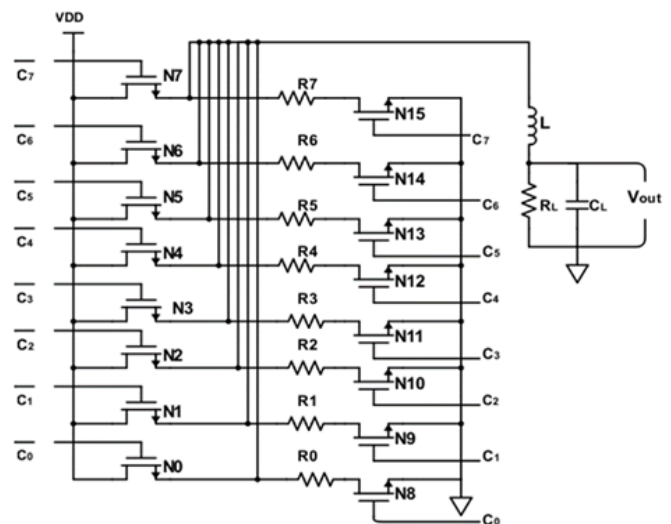 VDD
C7 N7 R7 N15 C7
C6 N6 R6 N14 C6
C5 N5 R5 N13 C5
C4 N4 R4 N12 C4
C3 N3 R3 N11 C3
C2 N2 R2 N10 C2
C1 N1 R1 N9 C1
C0 N0 R0 N8 C0
L
RL CL Vout